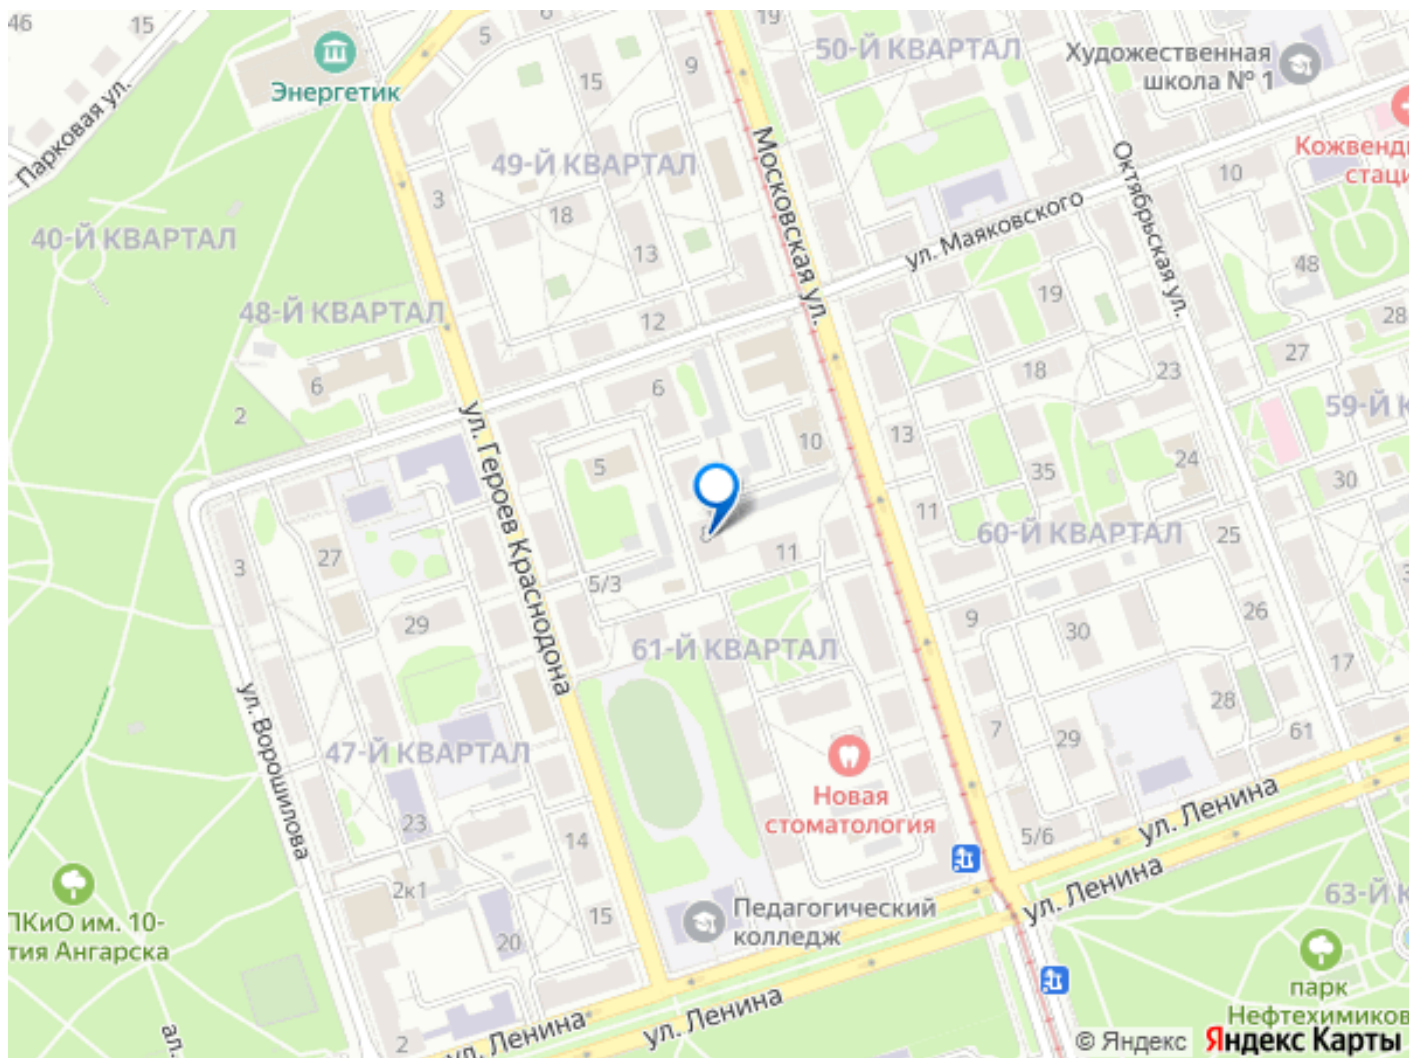 46
15
Энергетик
Парковая ул.
5
6
15
9
19
50-Й КВАРТАЛ
Художественная
школа № 1
Кожвенд
стаци
49-Й КВАРТАЛ
Московская ул.
Октябрьская ул.
10
3
18
13
ул. Маяковского
40-Й КВАРТАЛ
48-Й КВАРТАЛ
12
19
48
28
27
6
2
6
18
23
59-Й К
ул. Героев Краснодона
5
10
13
35
24
30
11
60-Й КВАРТАЛ
25
3
27
8
11
5/3
29
61-Й КВАРТАЛ
9
30
26
17
3
ул. Ворошилова
47-Й КВАРТАЛ
7
29
28
61
Новая
стоматология
23
14
5/6
ул. Ленина
ПКиО им. 10-
тия Ангарска
2к1
15
20
Педагогический
колледж
ул. Ленина
63-Й К
парк
Нефтехимиков
ал.
2
ул. Ленина
ул. Ленина
© Яндекс Яндекс Карты